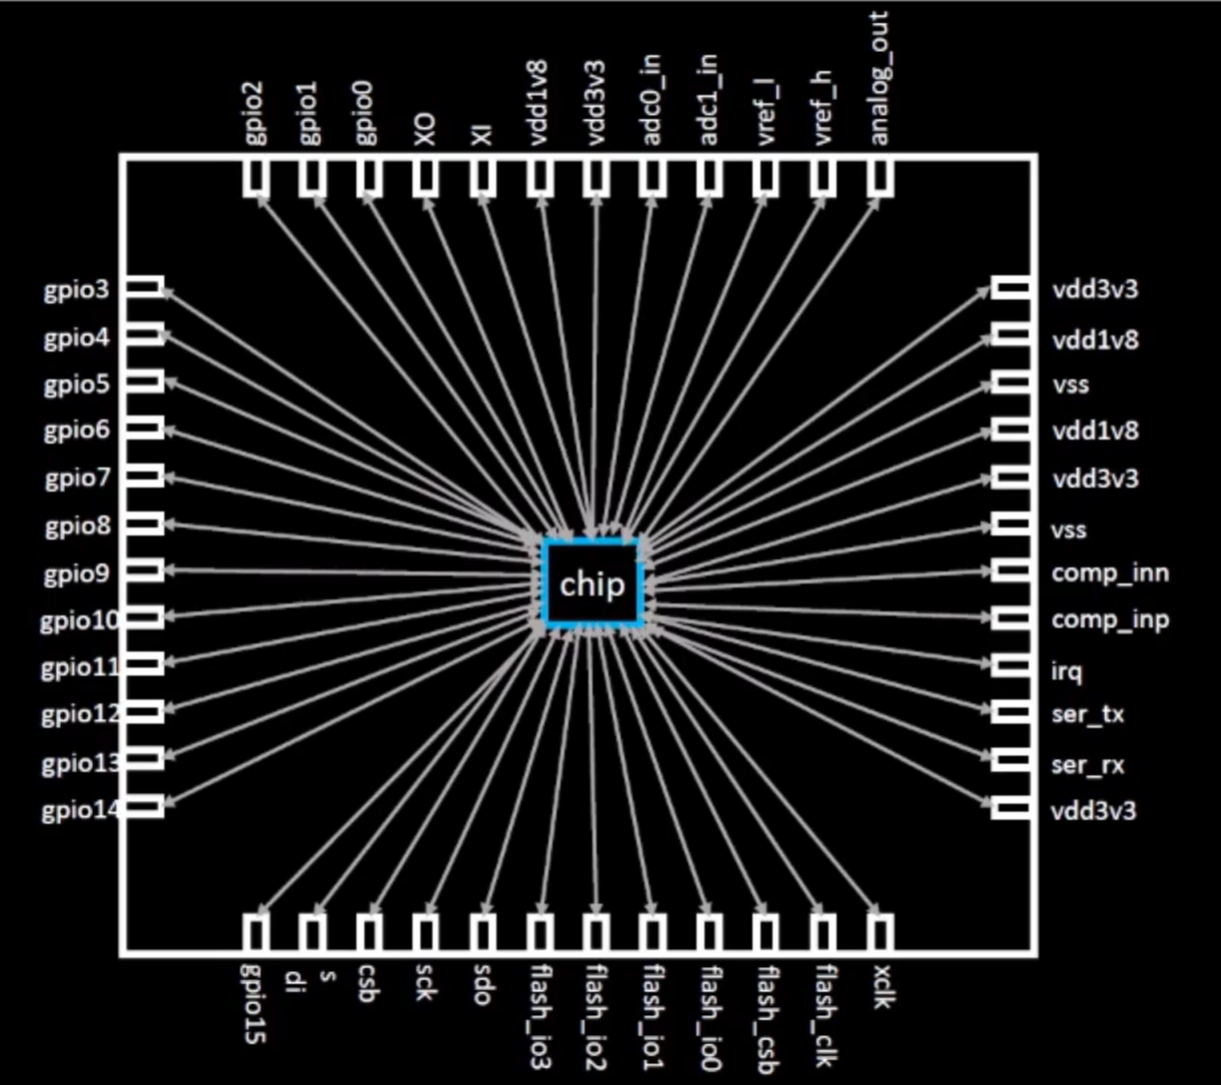 gpio2
gpio1
gpio0
XO
XI
vdd1v8
vdd3v3
adc0_in
adc1_in
vref_l
vref_h
analog_out
gpio3
gpio4
gpio5
gpio6
gpio7
gpio8
gpio9
gpio10
gpio11
gpio12
gpio13
gpio14
chip
vdd3v3
vdd1v8
vss
vdd1v8
vdd3v3
vss
comp_inn
comp_inp
irq
ser_tx
ser_rx
vdd3v3
gpio15
s
di
csb
sck
sdo
flash_io3
flash_io2
flash_io1
flash_io0
flash_csb
flash_clk
xclk